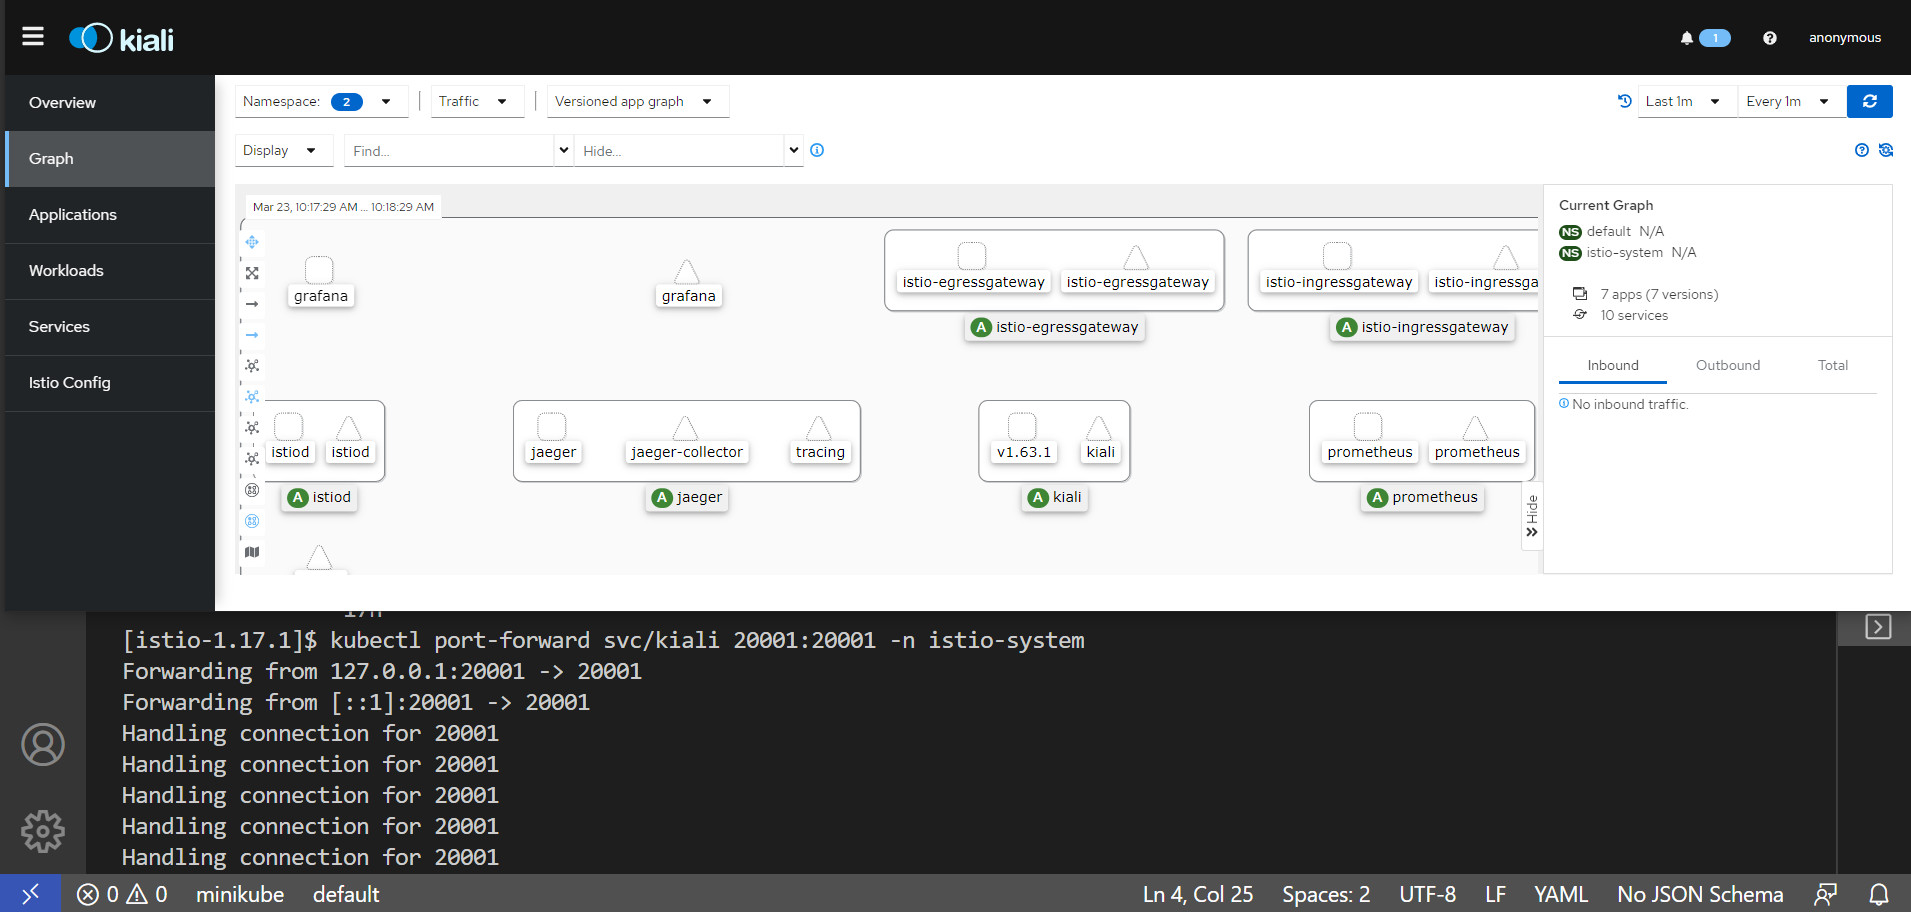 kiali
1
anonymous
Overview
Graph
Applications
Workloads
Services
Istio Config
Namespace: 2
Traffic
Versioned app graph
Last 1m
Every 1m
Display
Find...
Hide...
Mar 23, 10:17:29 AM ... 10:18:29 AM
grafana
grafana
istio-egressgateway
istio-egressgateway
A istio-egressgateway
istio-ingressgateway
istio-ingressga
A istio-ingressgateway
istiod
istiod
A istiod
jaeger
jaeger-collector
tracing
A jaeger
v1.63.1
kiali
A kiali
prometheus
prometheus
A prometheus
Hide
Current Graph
NS default N/A
NS istio-system N/A
7 apps (7 versions)
10 services
Inbound
Outbound
Total
No inbound traffic.
[istio-1.17.1]$ kubectl port-forward svc/kiali 20001:20001 -n istio-system
Forwarding from 127.0.0.1:20001 -> 20001
Forwarding from [::1]:20001 -> 20001
Handling connection for 20001
Handling connection for 20001
Handling connection for 20001
Handling connection for 20001
Handling connection for 20001
0 0 minikube default Ln 4, Col 25 Spaces: 2 UTF-8 LF YAML No JSON Schema